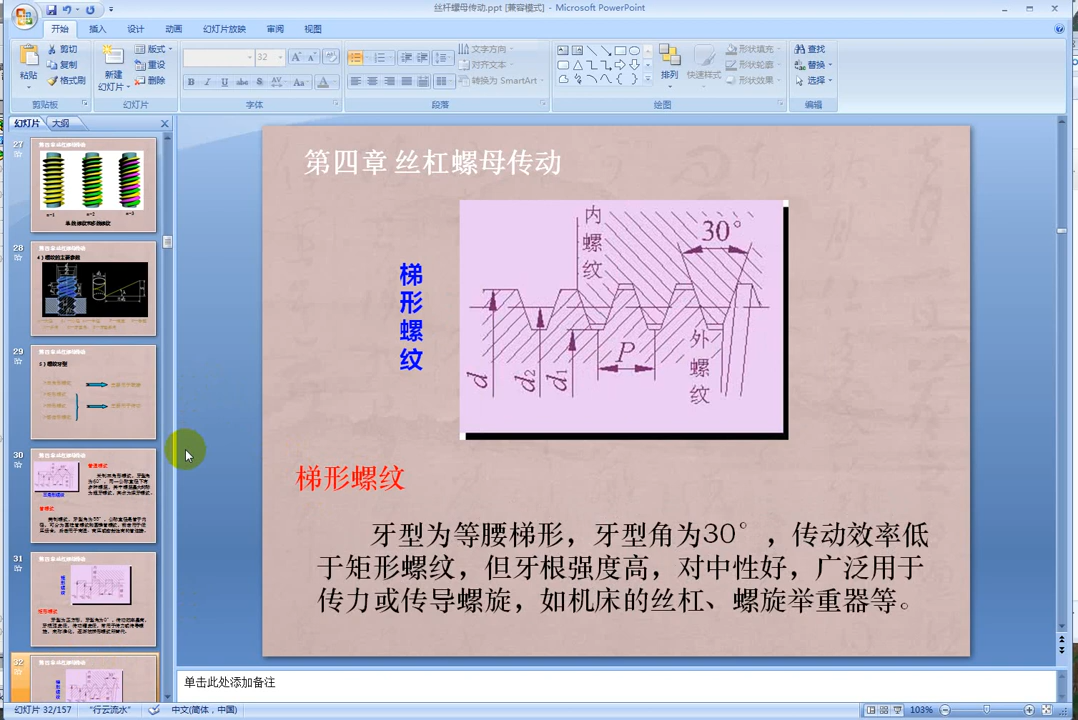 丝杆螺母传动.ppt [兼容模式] - Microsoft PowerPoint
开始 插入 设计 动画 幻灯片放映 审阅 视图
粘贴 剪切 复制 格式刷 剪贴板
新建 幻灯片 版式 重设 删除 幻灯片
32 B I U abe S AV Aa A 字体
文字方向 对齐文本 转换为 SmartArt 段落
排列 快速样式 形状填充 形状轮廓 形状效果 绘图
查找 替换 选择 编辑
幻灯片 大纲
27
28
29
30
31
32
第四章 丝杠螺母传动
内螺纹
30°
梯形螺纹
外螺纹
P
d d2 d1
梯形螺纹
牙型为等腰梯形，牙型角为30°，传动效率低
于矩形螺纹，但牙根强度高，对中性好，广泛用于
传力或传导螺旋，如机床的丝杠、螺旋举重器等。
单击此处添加备注
幻灯片 32/157 "行云流水" 中文(简体，中国) 103%